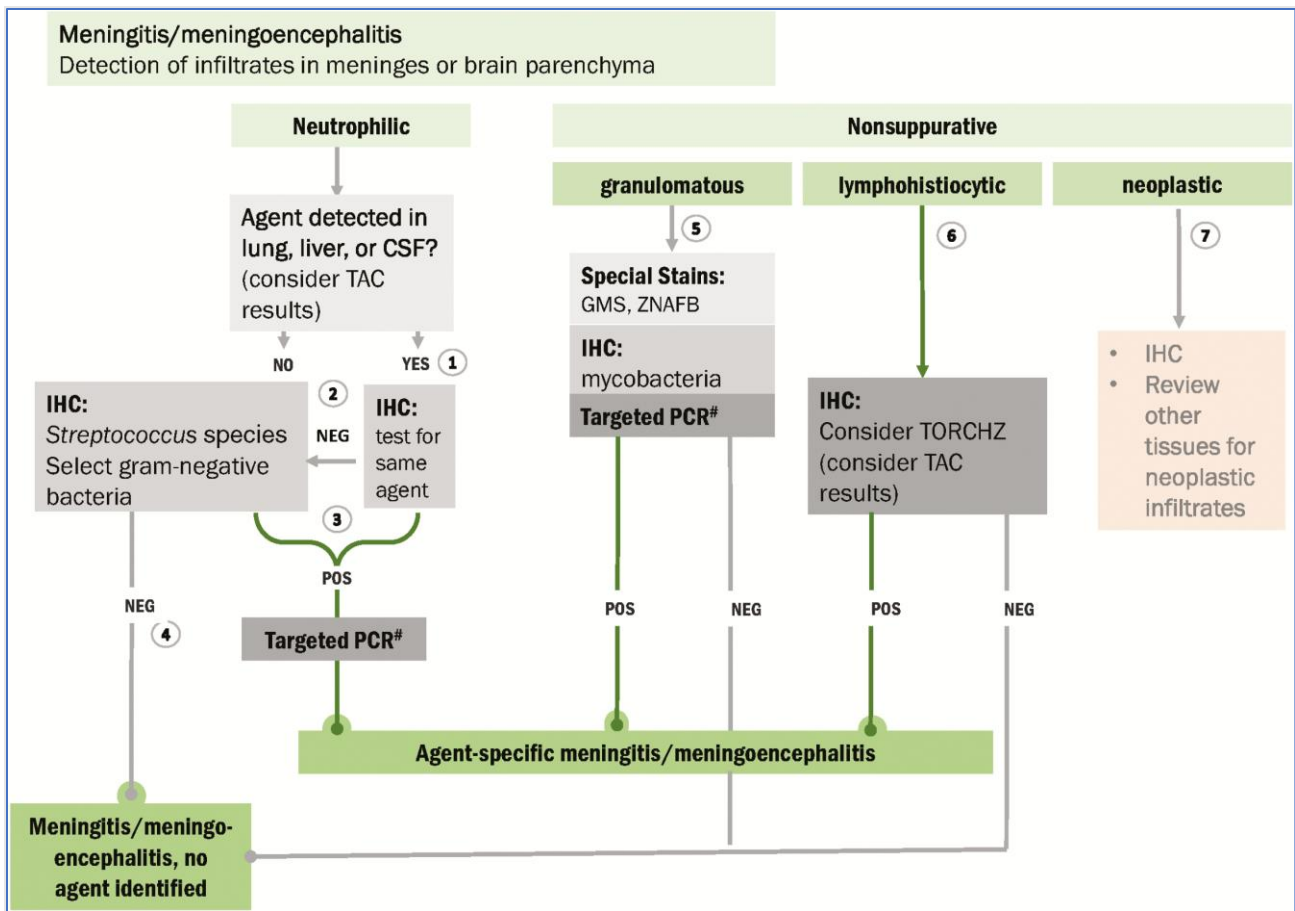 Meningitis/meningoencephalitis
Detection of infiltrates in meninges or brain parenchyma
Neutrophilic
Nonsuppurative
granulomatous
lymphohistiocytic
neoplastic
Agent detected in
lung, liver, or CSF?
(consider TAC
results)
NO
YES
1
2
IHC:
Streptococcus species
Select gram-negative
bacteria
NEG
IHC:
test for
same
agent
3
POS
NEG
4
Targeted PCR#
5
Special Stains:
GMS, ZNAFB
IHC:
mycobacteria
Targeted PCR#
POS
NEG
6
IHC:
Consider TORCHZ
(consider TAC
results)
POS
NEG
7
• IHC
• Review
other
tissues for
neoplastic
infiltrates
Agent-specific meningitis/meningoencephalitis
Meningitis/meningo-
encephalitis, no
agent identified